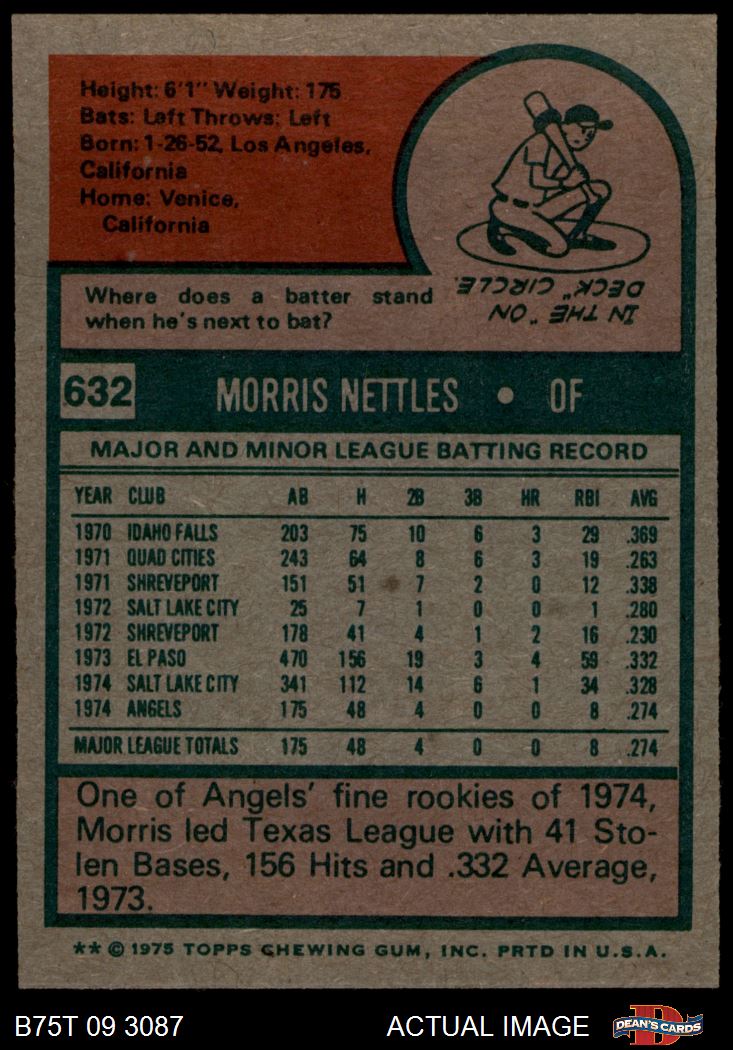 Height: 6'1" Weight: 175
Bats: Left Throws: Left
Born: 1-26-52, Los Angeles,
California
Home: Venice,
California
Where does a batter stand
when he's next to bat?
IN THE "ON
DECK" CIRCLE.
632 MORRIS NETTLES • OF
MAJOR AND MINOR LEAGUE BATTING RECORD
YEAR CLUB AB H 2B 3B HR RBI AVG
1970 IDAHO FALLS 203 75 10 6 3 29 .369
1971 QUAD CITIES 243 64 8 6 3 19 .263
1971 SHREVEPORT 151 51 7 2 0 12 .338
1972 SALT LAKE CITY 25 7 1 0 0 1 .280
1972 SHREVEPORT 178 41 4 1 2 16 .230
1973 EL PASO 470 156 19 3 4 59 .332
1974 SALT LAKE CITY 341 112 14 6 1 34 .328
1974 ANGELS 175 48 4 0 0 8 .274
MAJOR LEAGUE TOTALS 175 48 4 0 0 8 .274
One of Angels' fine rookies of 1974,
Morris led Texas League with 41 Sto-
len Bases, 156 Hits and .332 Average,
1973.
** © 1975 TOPPS CHEWING GUM, INC. PRTD IN U.S.A.
B75T 09 3087 ACTUAL IMAGE
D
DEAN'S CARDS